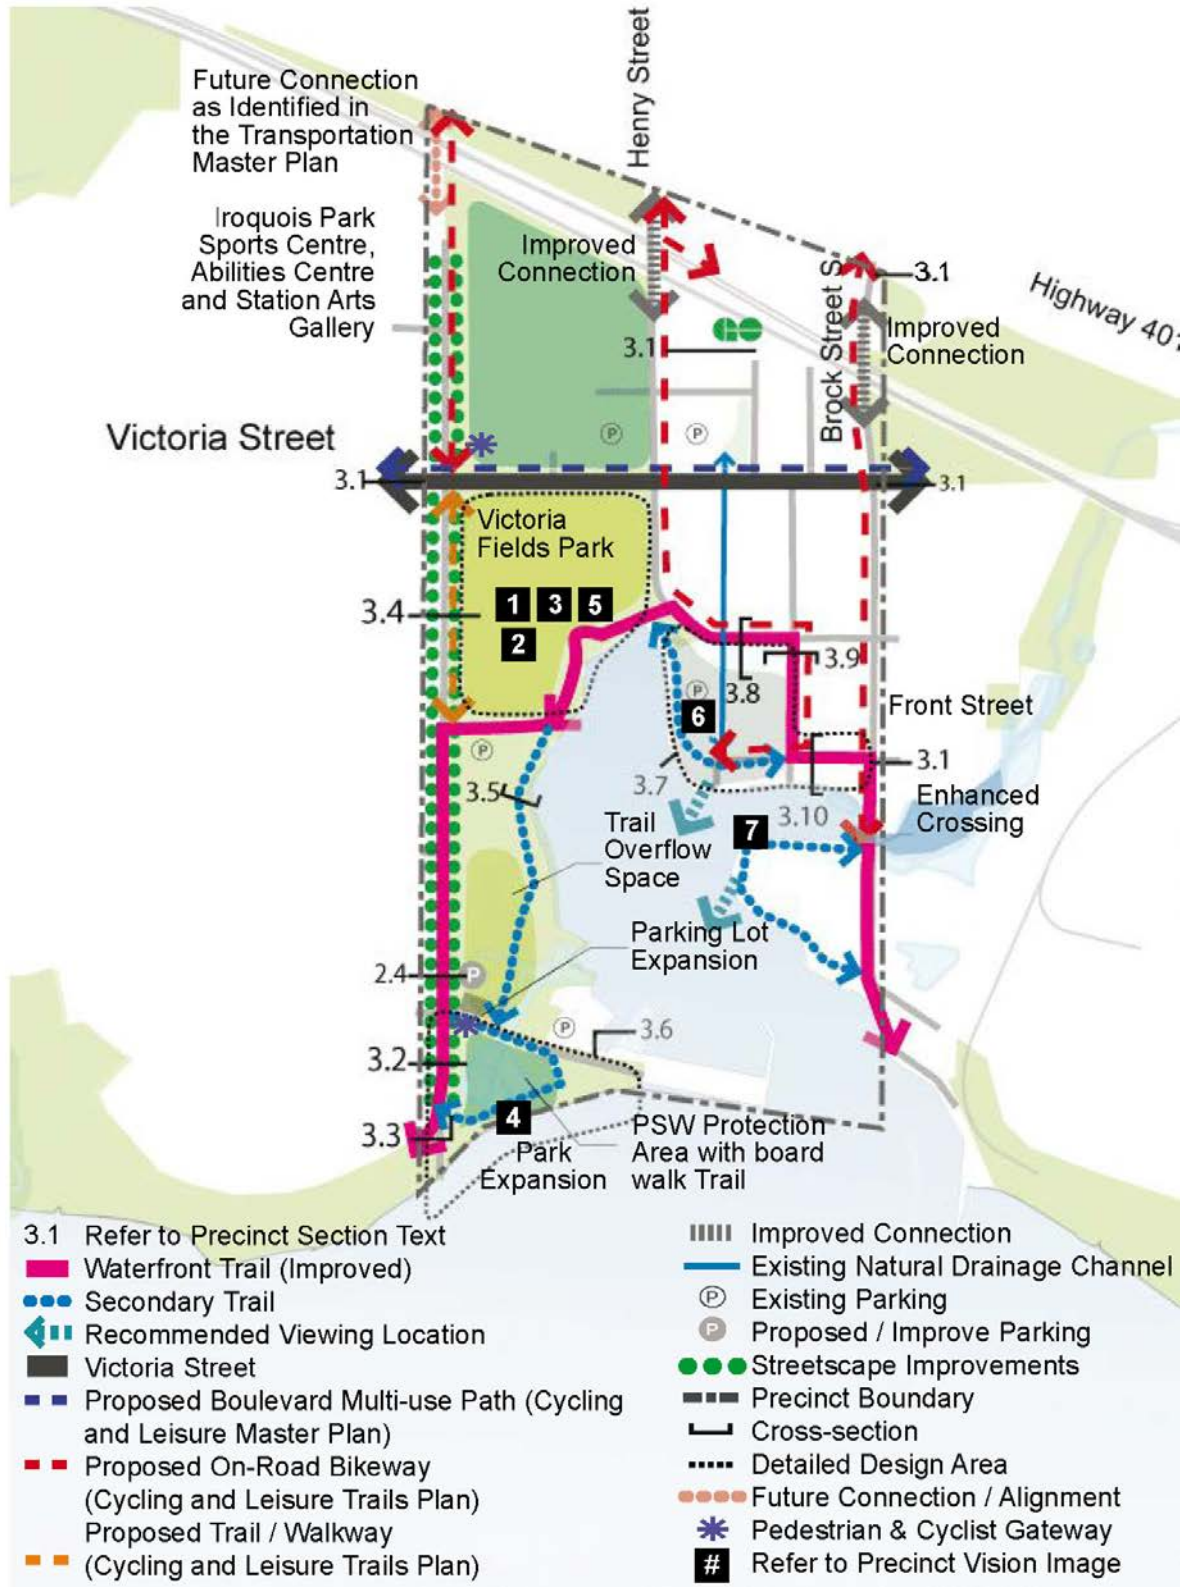 Henry Street
Future Connection
as Identified in
the Transportation
Master Plan
Iroquois Park
Sports Centre,
Abilities Centre
and Station Arts
Gallery
Improved
Connection
Brock Street S
3.1
Highway 401
Improved
Connection
GO
3.1
Victoria Street
P
P
3.1
3.1
Victoria
Fields Park
1 3 5
2
3.4
3.9
3.8
P
6
Front Street
P
3.7
3.1
3.5
3.10
Enhanced
Crossing
Trail
Overflow
Space
7
Parking Lot
Expansion
2.4
P
P
3.6
3.2
4
3.3
Park
Expansion
PSW Protection
Area with board
walk Trail
3.1 Refer to Precinct Section Text
Waterfront Trail (Improved)
Secondary Trail
Recommended Viewing Location
Victoria Street
Proposed Boulevard Multi-use Path (Cycling
and Leisure Master Plan)
Proposed On-Road Bikeway
(Cycling and Leisure Trails Plan)
Proposed Trail / Walkway
(Cycling and Leisure Trails Plan)
Improved Connection
Existing Natural Drainage Channel
P Existing Parking
P Proposed / Improve Parking
Streetscape Improvements
Precinct Boundary
Cross-section
Detailed Design Area
Future Connection / Alignment
Pedestrian & Cyclist Gateway
# Refer to Precinct Vision Image